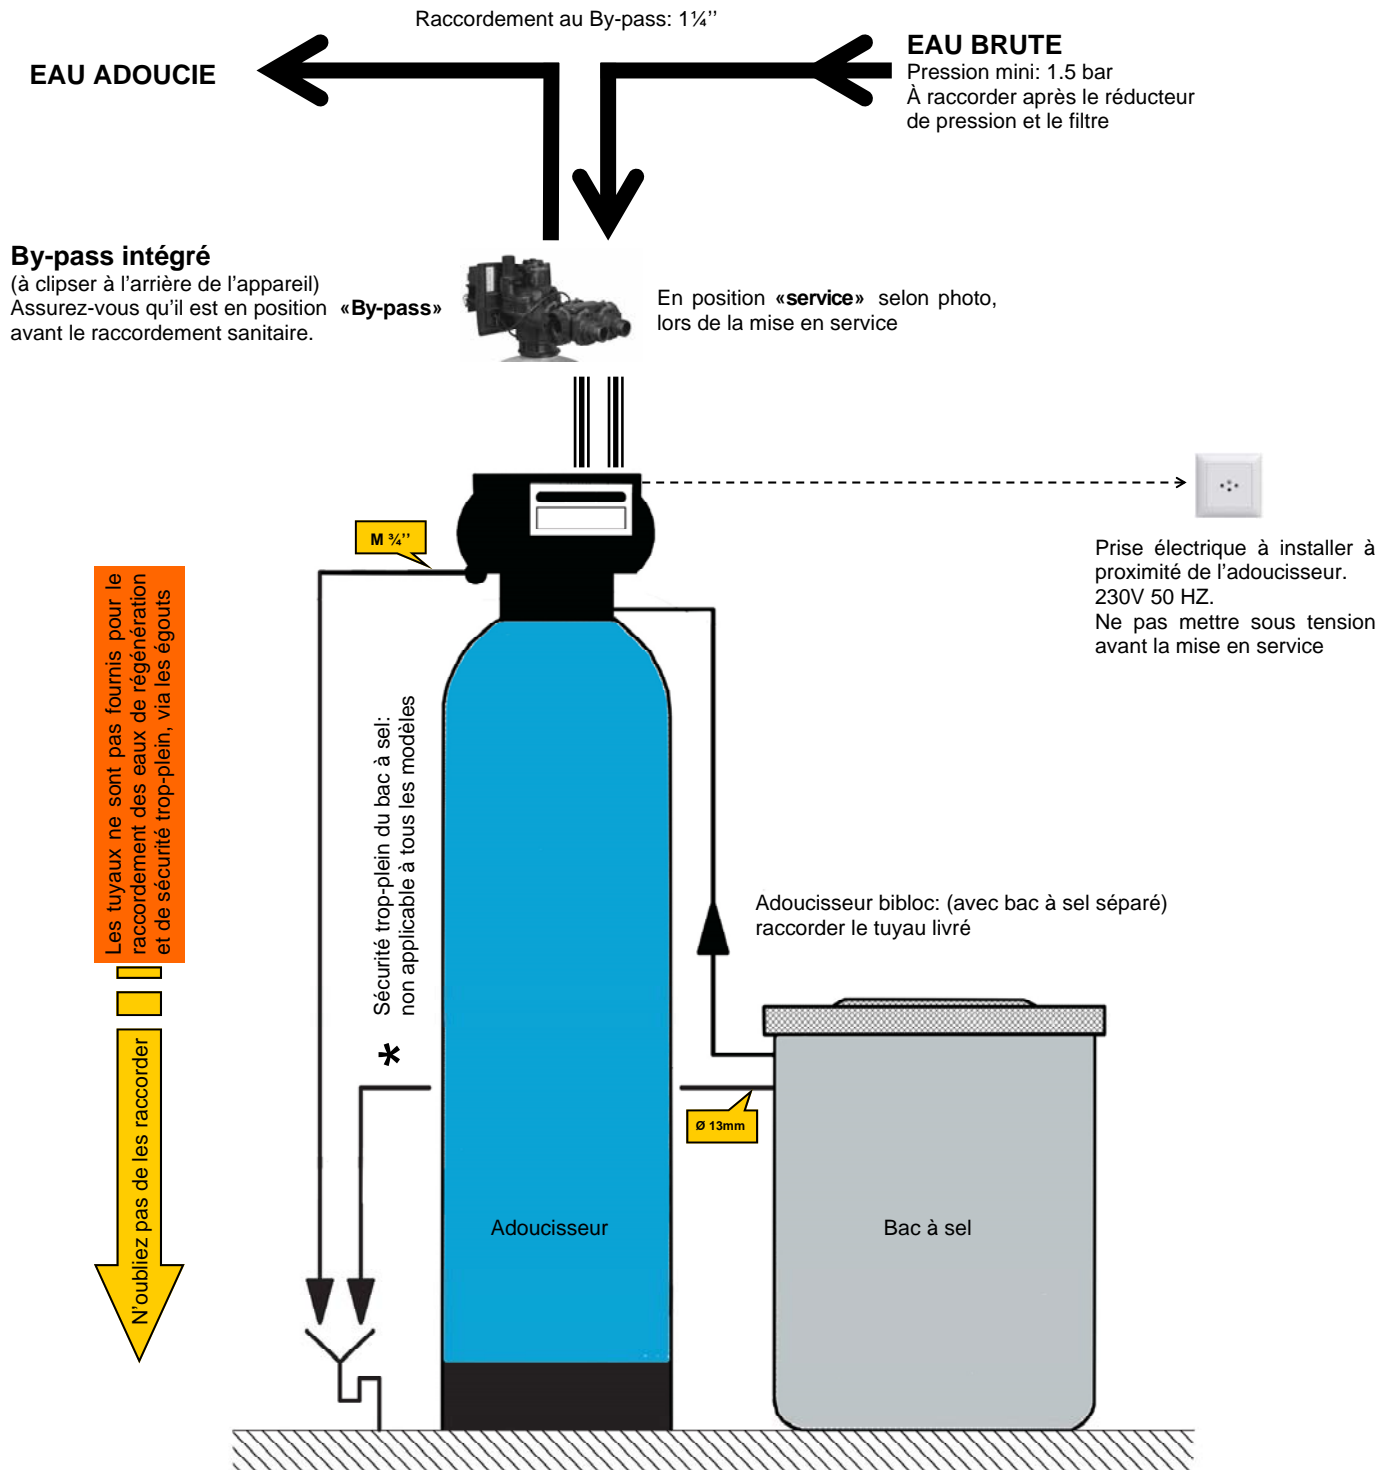 Raccordement au By-pass: 1¼’’
EAU ADOUCIE
EAU BRUTE
Pression mini: 1.5 bar
À raccorder après le réducteur
de pression et le filtre
By-pass intégré
(à clipser à l’arrière de l’appareil)
Assurez-vous qu’il est en position «By-pass»
avant le raccordement sanitaire.
En position «service» selon photo,
lors de la mise en service
M ¾’’
Prise électrique à installer à
proximité de l’adoucisseur.
230V 50 HZ.
Ne pas mettre sous tension
avant la mise en service
Les tuyaux ne sont pas fournis pour le
raccordement des eaux de régénération
et de sécurité trop-plein, via les égouts
N’oubliez pas de les raccorder
Sécurité trop-plein du bac à sel:
non applicable à tous les modèles
*
Adoucisseur bibloc: (avec bac à sel séparé)
raccorder le tuyau livré
Ø 13mm
Adoucisseur
Bac à sel